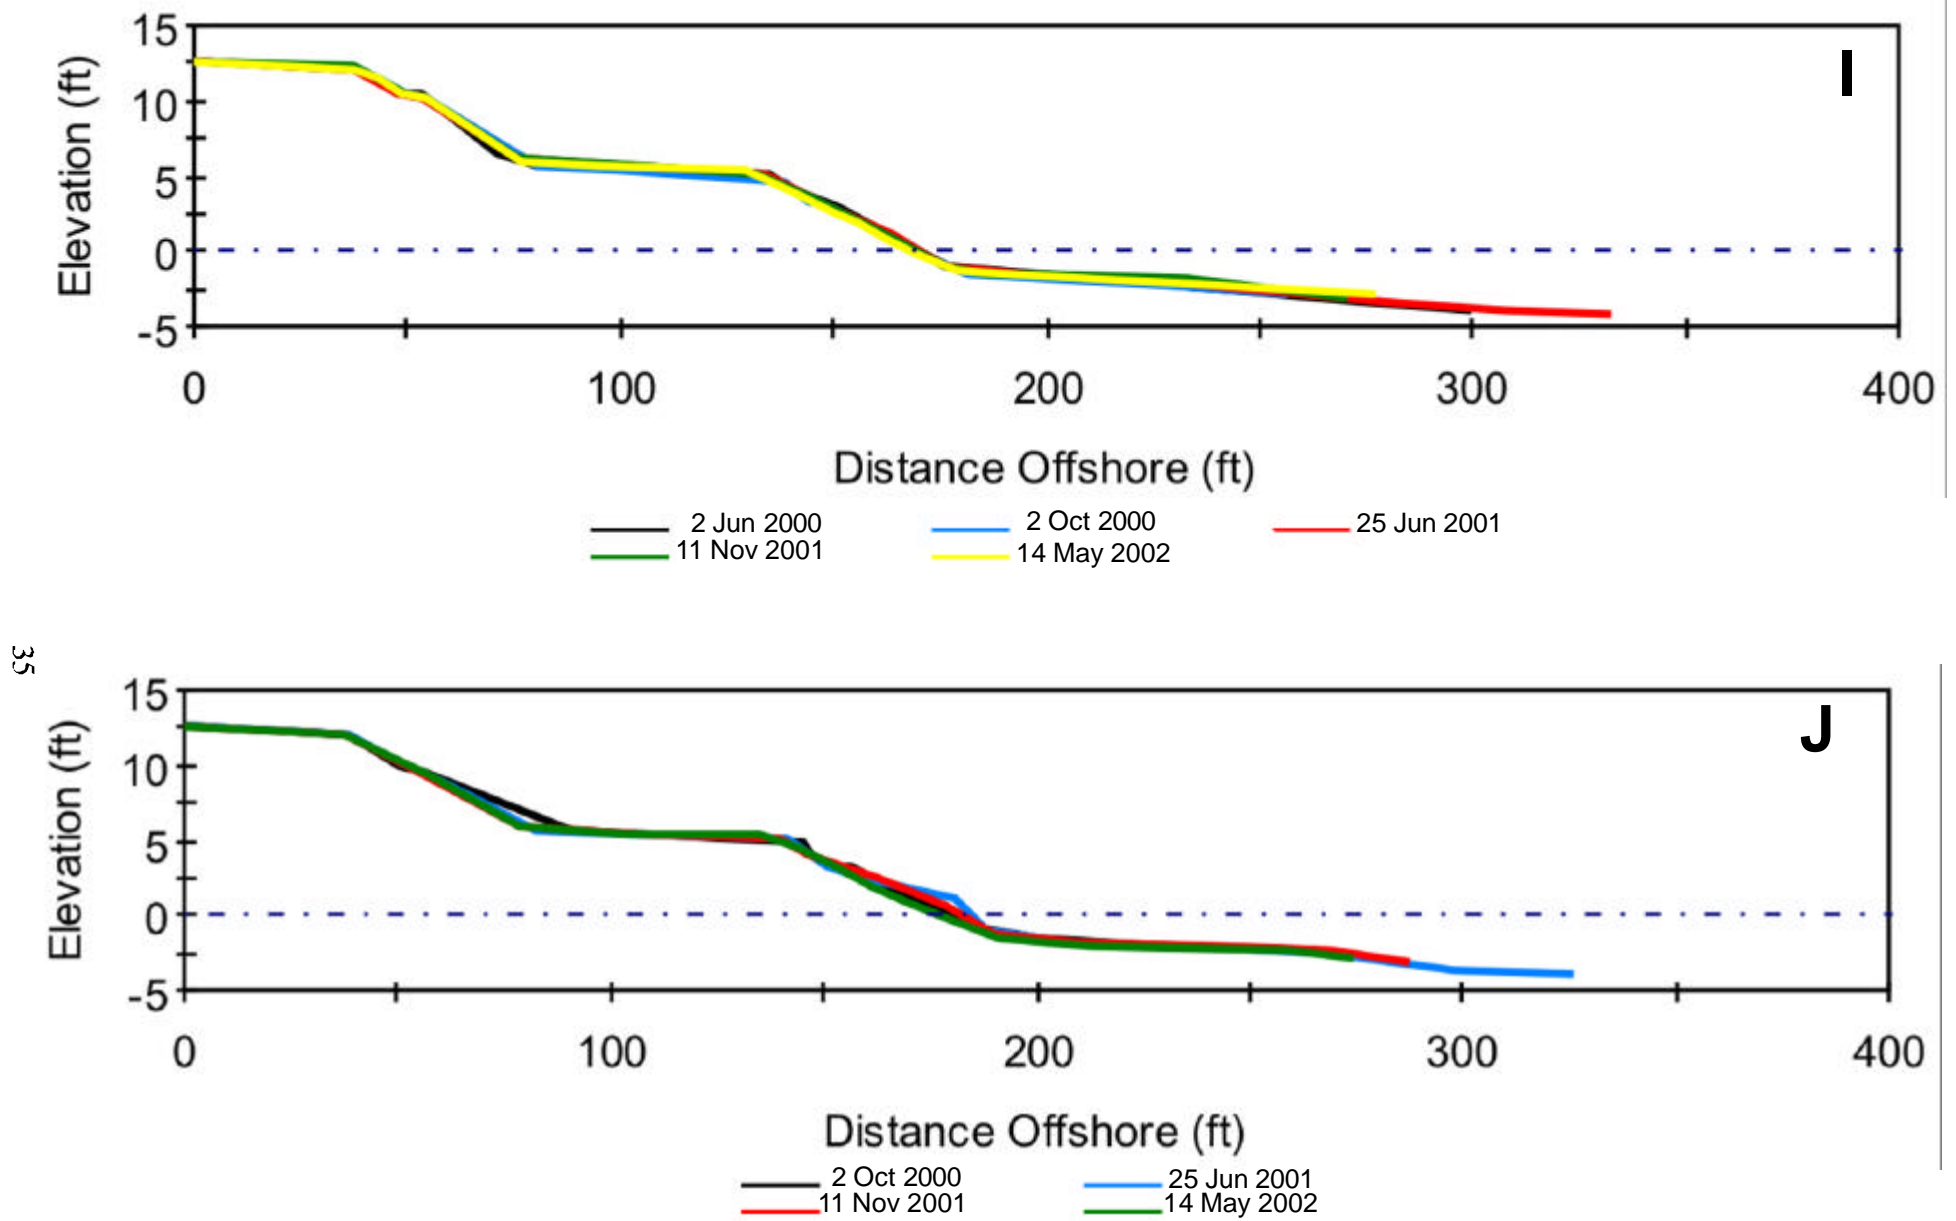 15
I
10
5
0
-5
Elevation (ft)
0 100 200 300 400
Distance Offshore (ft)
2 Jun 2000 2 Oct 2000 25 Jun 2001
11 Nov 2001 14 May 2002
35
15
J
10
5
0
-5
Elevation (ft)
0 100 200 300 400
Distance Offshore (ft)
2 Oct 2000 25 Jun 2001
11 Nov 2001 14 May 2002